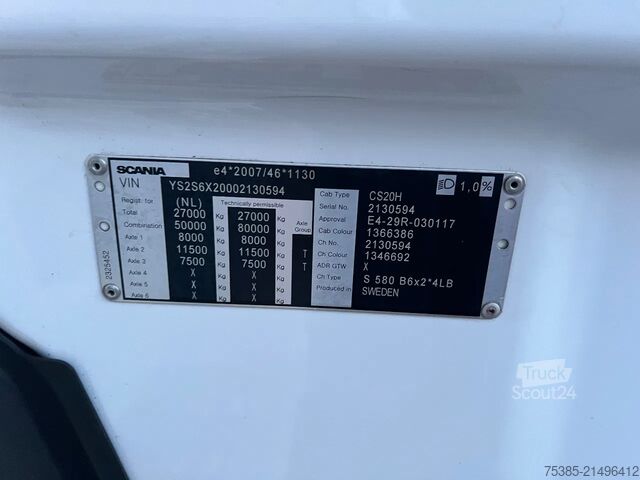 SCANIA e4*2007/46*1130
VIN YS2S6X20002130594
Regist. for (NL) Technically permissible
Total 27000 Kg 27000 Kg Axle Group
Combination 50000 Kg 80000 Kg
Axle 1 8000 Kg 8000 Kg
Axle 2 11500 Kg 11500 Kg T
Axle 3 7500 Kg 7500 Kg T
Axle 4 X Kg X Kg
Axle 5 X Kg X Kg
Axle 6 X Kg X Kg
2325452
Cab Type CS20H 1,0%
Serial No. 2130594
Approval E4-29R-030117
Cab Colour 1366386
Ch No. 2130594
Ch Colour 1346692
ADR GTW X
Ch Type S 580 B6x2*4LB
Produced in SWEDEN
Truck
Scout24
75385-21496412